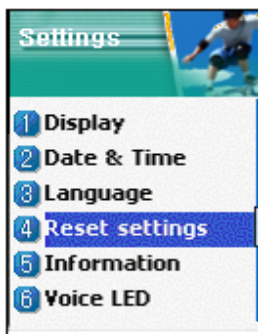 Settings
1 Display
2 Date & Time
3 Language
4 Reset settings
5 Information
6 Voice LED